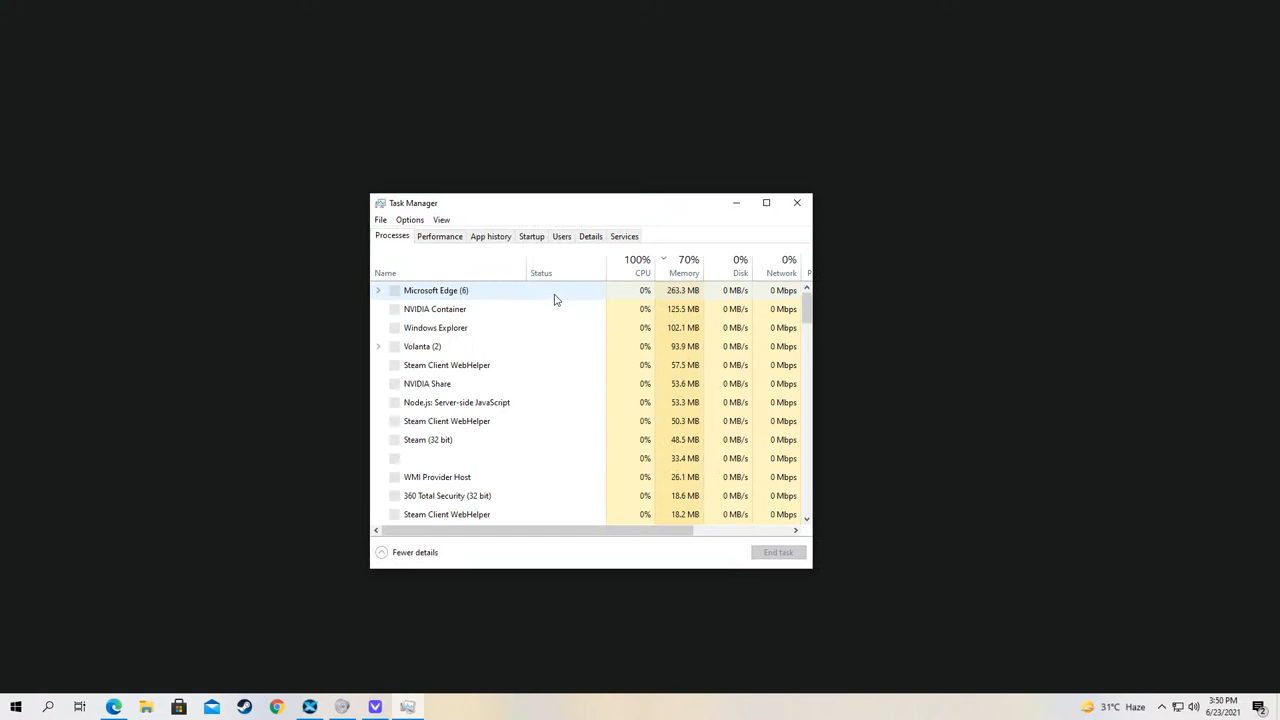 Task Manager
File Options View
Processes Performance App history Startup Users Details Services
100% 70% 0% 0%
Name Status CPU Memory Disk Network P
Microsoft Edge (6) 0% 263.3 MB 0 MB/s 0 Mbps
NVIDIA Container 0% 125.5 MB 0 MB/s 0 Mbps
Windows Explorer 0% 102.1 MB 0 MB/s 0 Mbps
Volanta (2) 0% 93.9 MB 0 MB/s 0 Mbps
Steam Client WebHelper 0% 57.5 MB 0 MB/s 0 Mbps
NVIDIA Share 0% 53.6 MB 0 MB/s 0 Mbps
Node.js: Server-side JavaScript 0% 53.3 MB 0 MB/s 0 Mbps
Steam Client WebHelper 0% 50.3 MB 0 MB/s 0 Mbps
Steam (32 bit) 0% 48.5 MB 0 MB/s 0 Mbps
0% 33.4 MB 0 MB/s 0 Mbps
WMI Provider Host 0% 26.1 MB 0 MB/s 0 Mbps
360 Total Security (32 bit) 0% 18.6 MB 0 MB/s 0 Mbps
Steam Client WebHelper 0% 18.2 MB 0 MB/s 0 Mbps
Fewer details End task
31°C Haze 3:50 PM
6/23/2021 2